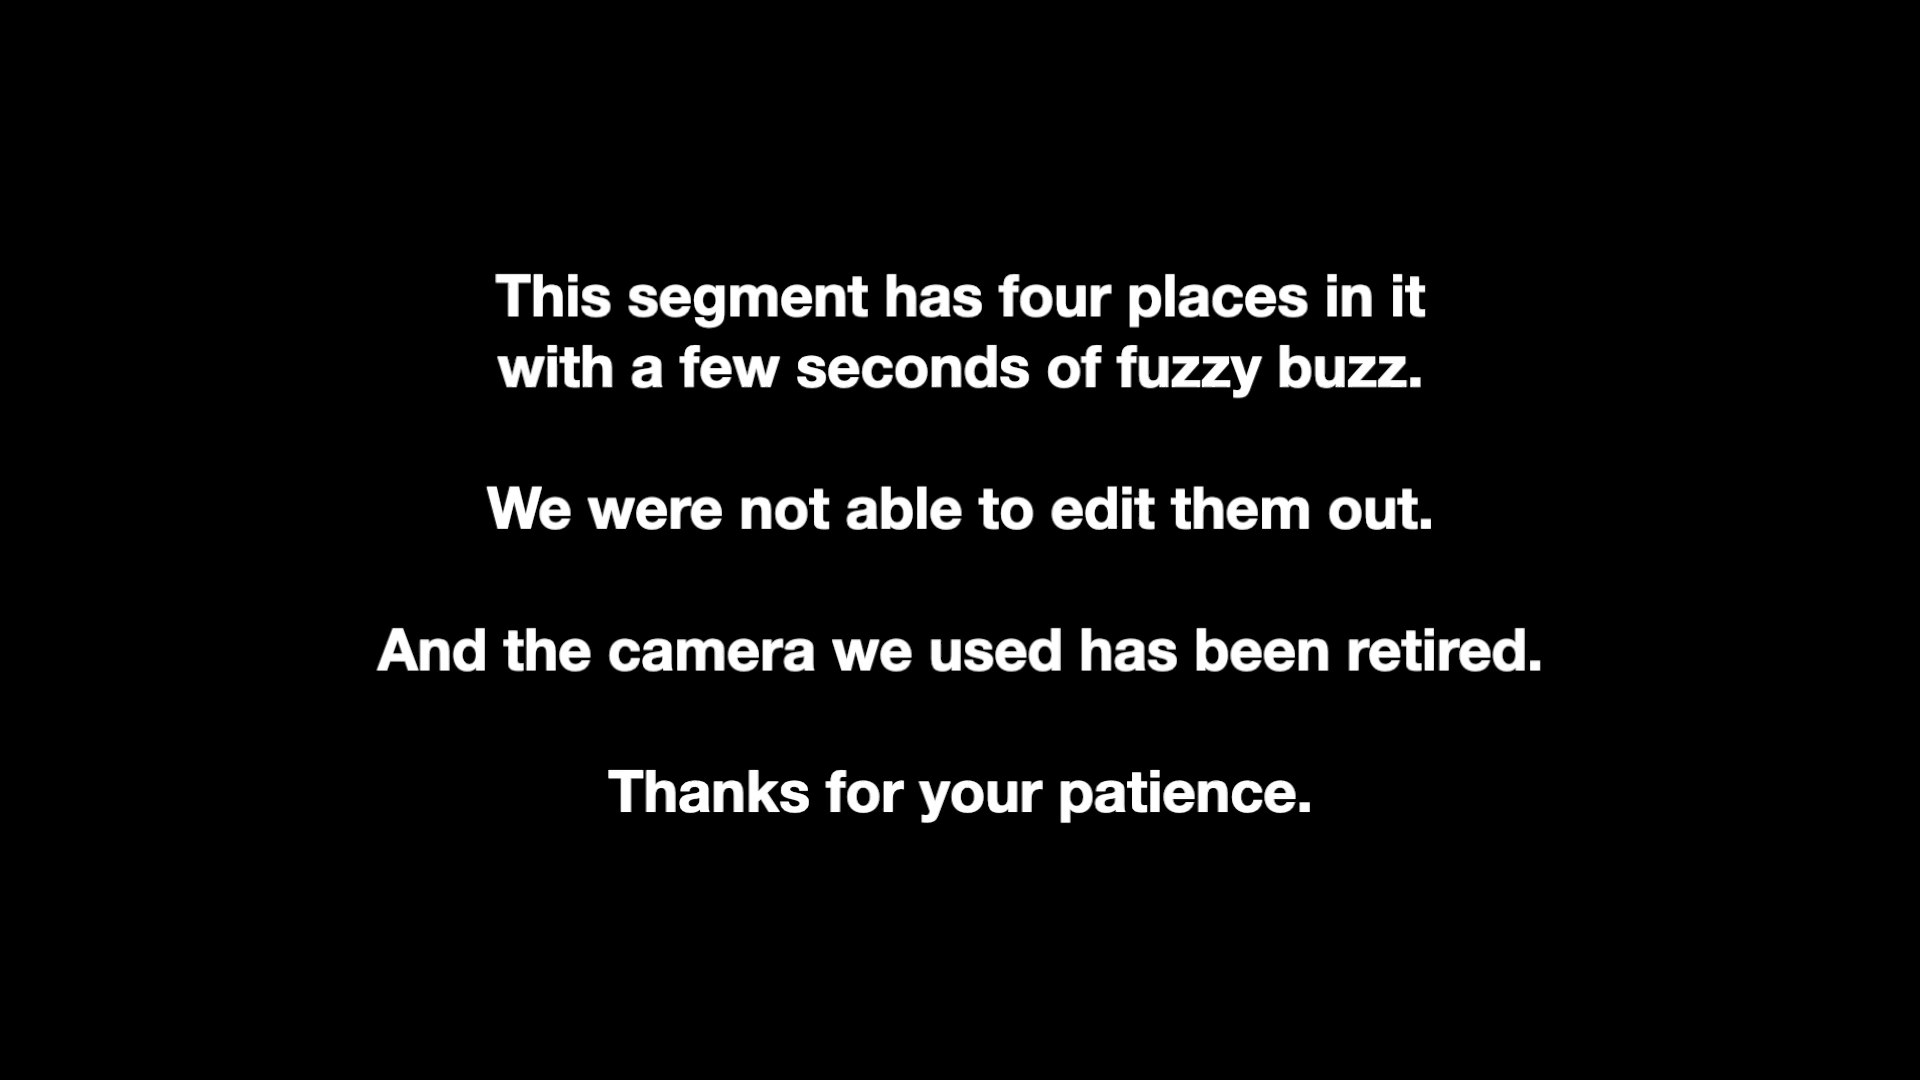 This segment has four places in it
with a few seconds of fuzzy buzz.
We were not able to edit them out.
And the camera we used has been retired.
Thanks for your patience.